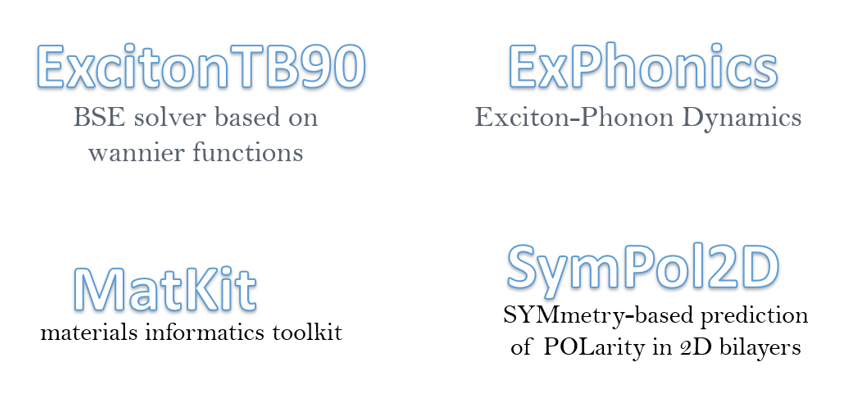 ExcitonTB90
BSE solver based on
wannier functions
ExPhonics
Exciton-Phonon Dynamics
MatKit
materials informatics toolkit
SymPol2D
SYMmetry-based prediction
of POLarity in 2D bilayers